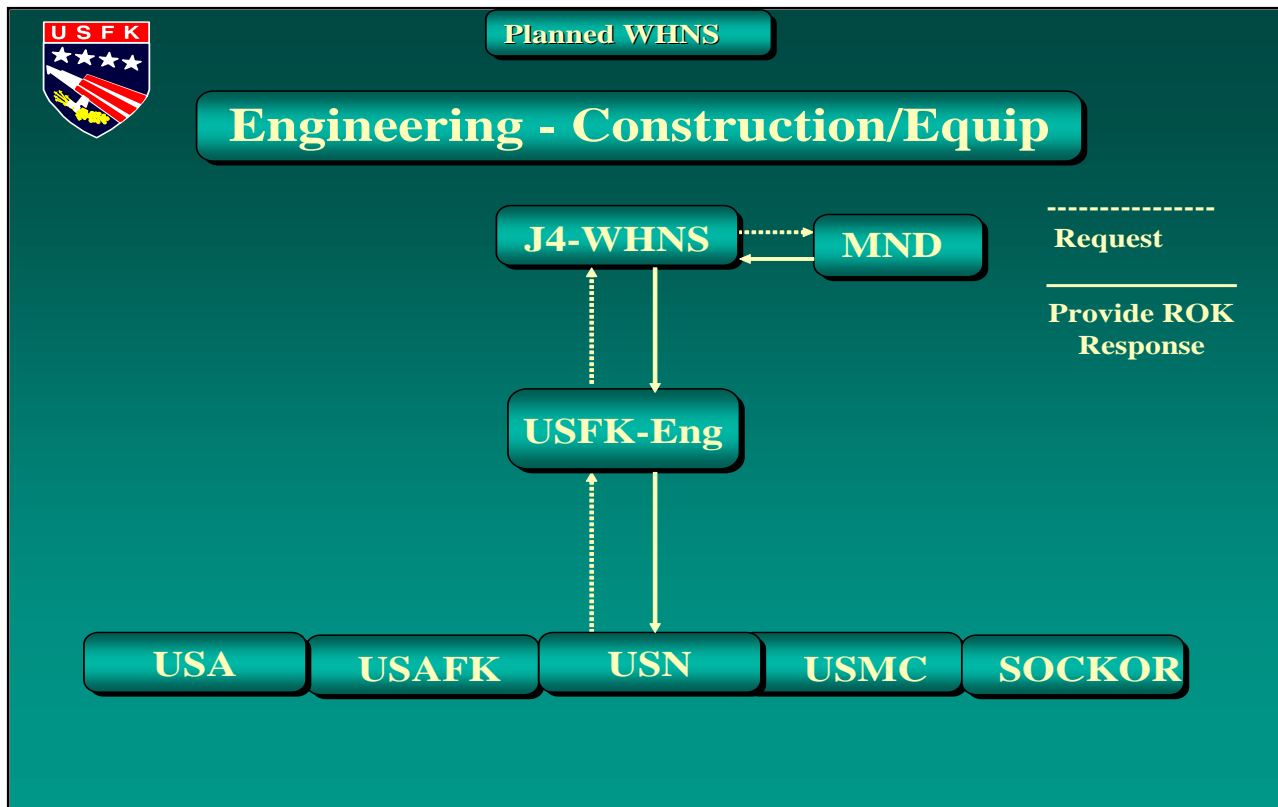 U S F K
Planned WHNS
Engineering - Construction/Equip
J4-WHNS
MND
Request
Provide ROK
Response
USFK-Eng
USA
USAFK
USN
USMC
SOCKOR